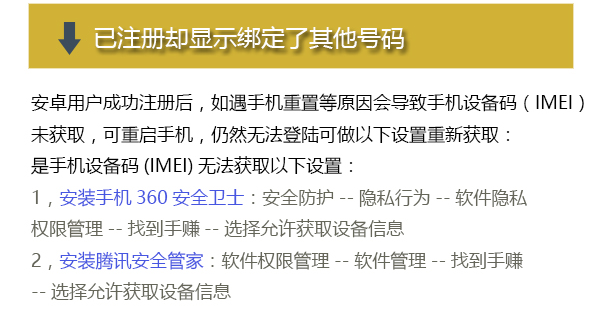 已注册却显示绑定了其他号码
安卓用户成功注册后，如遇手机重置等原因会导致手机设备码（IMEI）
未获取，可重启手机，仍然无法登陆可做以下设置重新获取：
是手机设备码 (IMEI) 无法获取以下设置：
1，安装手机 360 安全卫士：安全防护 -- 隐私行为 -- 软件隐私
权限管理 -- 找到手赚 -- 选择允许获取设备信息
2，安装腾讯安全管家：软件权限管理 -- 软件管理 -- 找到手赚
-- 选择允许获取设备信息